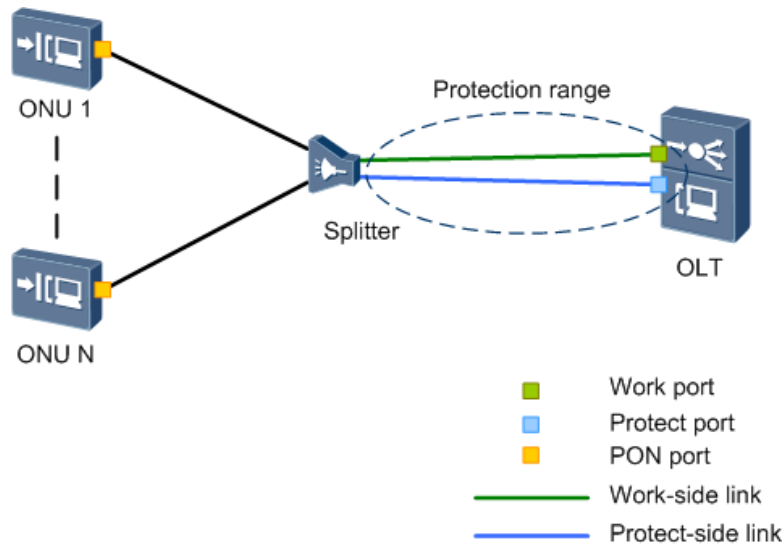 ONU 1
Protection range
Splitter
OLT
ONU N
Work port
Protect port
PON port
Work-side link
Protect-side link